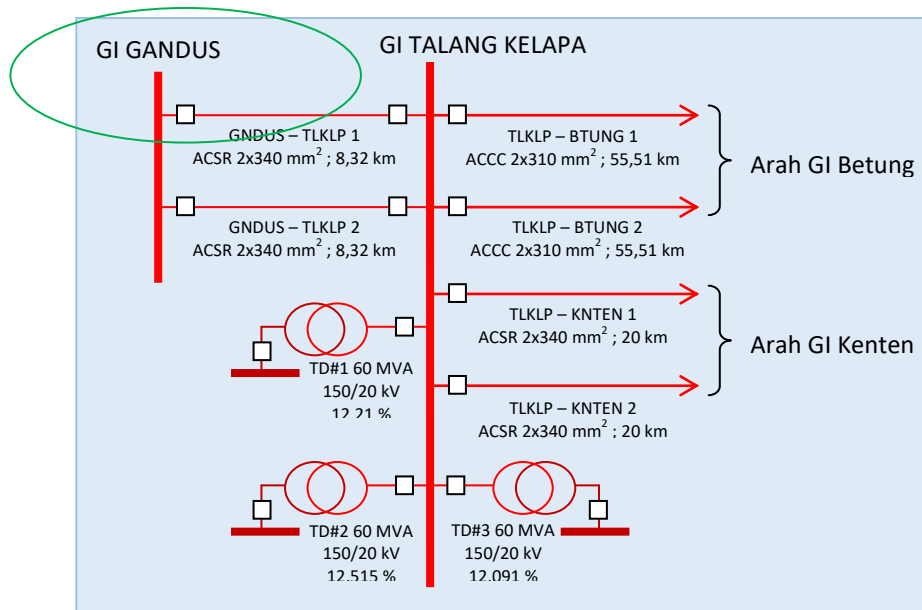 GI GANDUS
GI TALANG KELAPA
GNDUS – TLKLP 1
ACSR 2x340 mm² ; 8,32 km
TLKLP – BTUNG 1
ACCC 2x310 mm² ; 55,51 km
Arah GI Betung
GNDUS – TLKLP 2
ACSR 2x340 mm² ; 8,32 km
TLKLP – BTUNG 2
ACCC 2x310 mm² ; 55,51 km
TLKLP – KNTEN 1
ACSR 2x340 mm² ; 20 km
Arah GI Kenten
TD#1 60 MVA
150/20 kV
12.21 %
TLKLP – KNTEN 2
ACSR 2x340 mm² ; 20 km
TD#2 60 MVA
150/20 kV
12.515 %
TD#3 60 MVA
150/20 kV
12.091 %